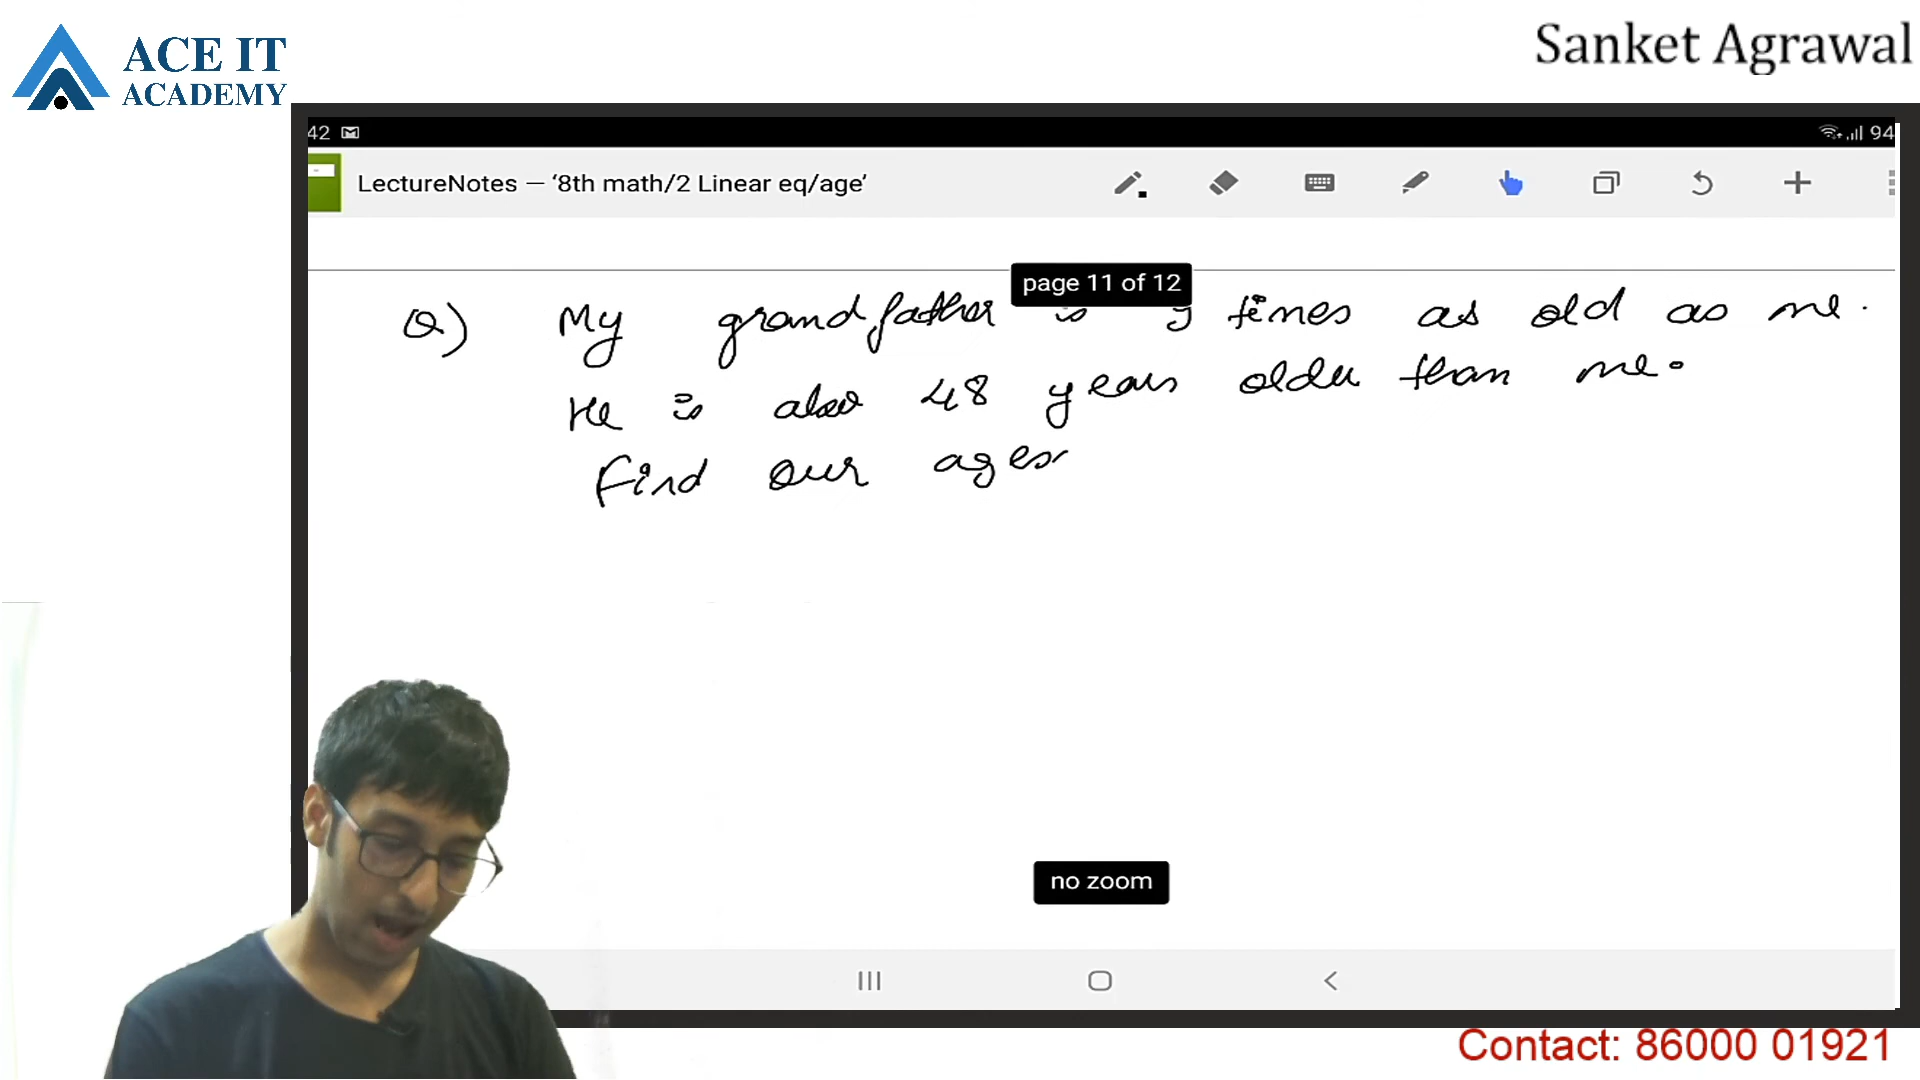 ACE IT
ACADEMY
Sanket Agrawal
42
94
LectureNotes — ‘8th math/2 Linear eq/age’
page 11 of 12
Q) My grandfather is times as old as me.
He is also 48 years older than me.
Find our ages
no zoom
Contact: 86000 01921